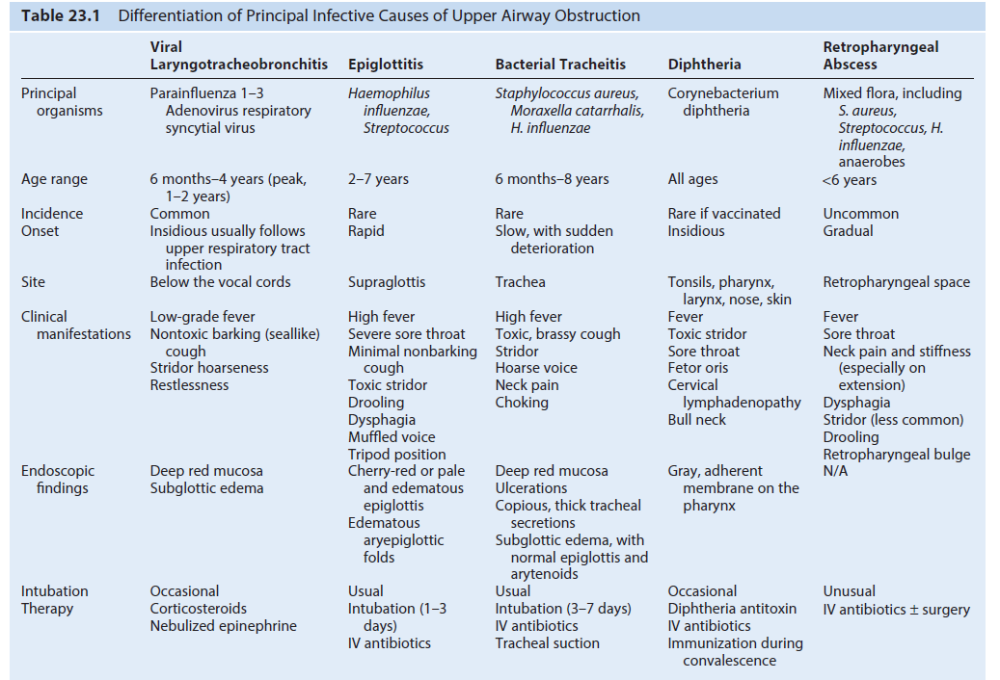 Table 23.1 Differentiation of Principal Infective Causes of Upper Airway Obstruction
Viral
Laryngotracheobronchitis
Epiglottitis
Bacterial Tracheitis
Diphtheria
Retropharyngeal
Abscess
Principal
organisms
Parainfluenza 1–3
Adenovirus respiratory
syncytial virus
Haemophilus
influenzae,
Streptococcus
Staphylococcus aureus,
Moraxella catarrhalis,
H. influenzae
Corynebacterium
diphtheria
Mixed flora, including
S. aureus,
Streptococcus, H.
influenzae,
anaerobes
Age range
6 months–4 years (peak,
1–2 years)
2–7 years
6 months–8 years
All ages
<6 years
Incidence
Common
Rare
Rare
Rare if vaccinated
Uncommon
Onset
Insidious usually follows
upper respiratory tract
infection
Rapid
Slow, with sudden
deterioration
Insidious
Gradual
Site
Below the vocal cords
Supraglottis
Trachea
Tonsils, pharynx,
larynx, nose, skin
Retropharyngeal space
Clinical
manifestations
Low-grade fever
Nontoxic barking (seallike)
cough
Stridor hoarseness
Restlessness
High fever
Severe sore throat
Minimal nonbarking
cough
Toxic stridor
Drooling
Dysphagia
Muffled voice
Tripod position
High fever
Toxic, brassy cough
Stridor
Hoarse voice
Neck pain
Choking
Fever
Toxic stridor
Sore throat
Fetor oris
Cervical
lymphadenopathy
Bull neck
Fever
Sore throat
Neck pain and stiffness
(especially on
extension)
Dysphagia
Stridor (less common)
Drooling
Retropharyngeal bulge
Endoscopic
findings
Deep red mucosa
Subglottic edema
Cherry-red or pale
and edematous
epiglottis
Edematous
aryepiglottic
folds
Deep red mucosa
Ulcerations
Copious, thick tracheal
secretions
Subglottic edema, with
normal epiglottis and
arytenoids
Gray, adherent
membrane on the
pharynx
N/A
Intubation
Occasional
Usual
Usual
Occasional
Unusual
Therapy
Corticosteroids
Nebulized epinephrine
Intubation (1–3
days)
IV antibiotics
Intubation (3–7 days)
IV antibiotics
Tracheal suction
Diphtheria antitoxin
IV antibiotics
Immunization during
convalescence
IV antibiotics ± surgery